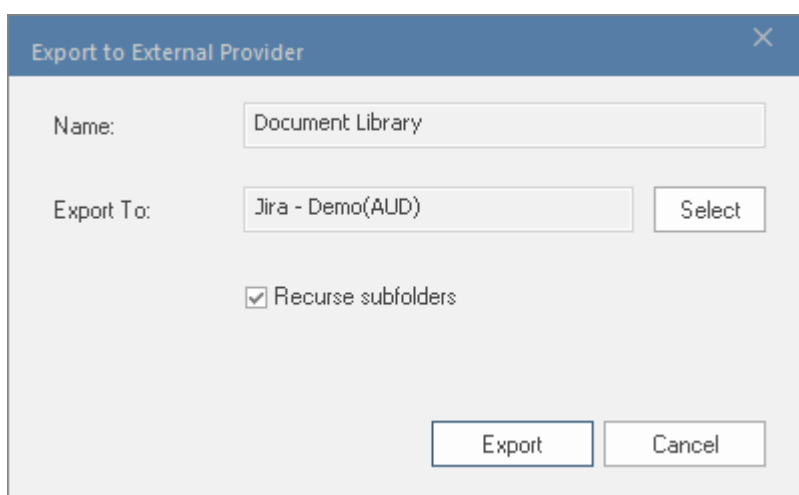 Export to External Provider
Name: Document Library
Export To: Jira - Demo(AUD) Select
Recurse subfolders
Export Cancel